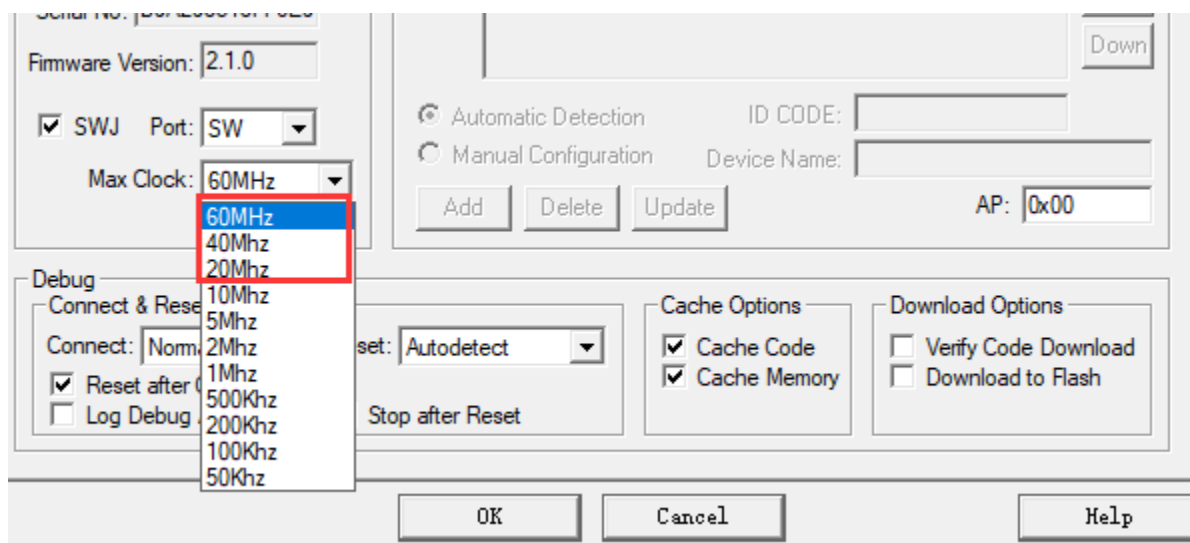 Firmware Version: 2.1.0
Down
SWJ Port: SW
Automatic Detection ID CODE:
Manual Configuration Device Name:
Max Clock: 60MHz
Add Delete Update AP: 0x00
60MHz
40Mhz
20Mhz
10Mhz
5Mhz
2Mhz
1Mhz
500Khz
200Khz
100Khz
50Khz
Debug
Connect & Rese
Connect: set: Autodetect
Reset after
Log Debug Stop after Reset
Cache Options
Cache Code
Cache Memory
Download Options
Verify Code Download
Download to Flash
OK Cancel Help